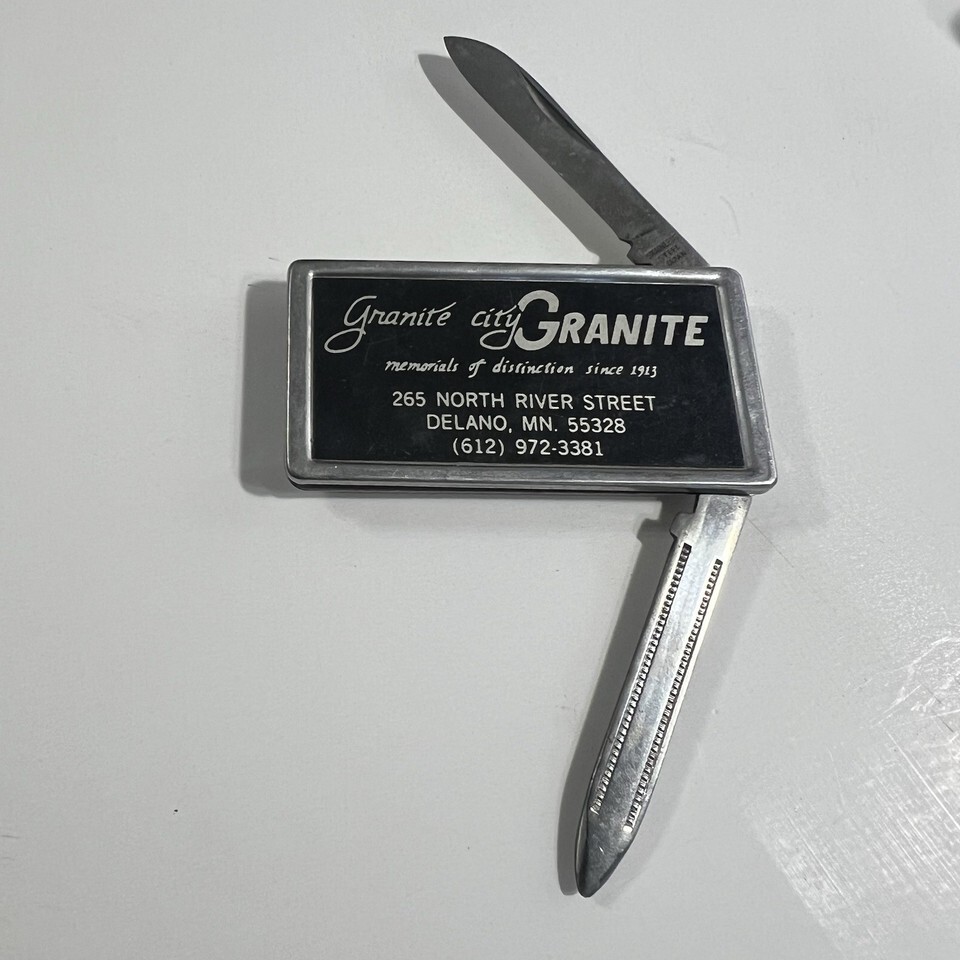 Granite city GRANITE
memorials of distinction since 1913
265 NORTH RIVER STREET
DELANO, MN. 55328
(612) 972-3381